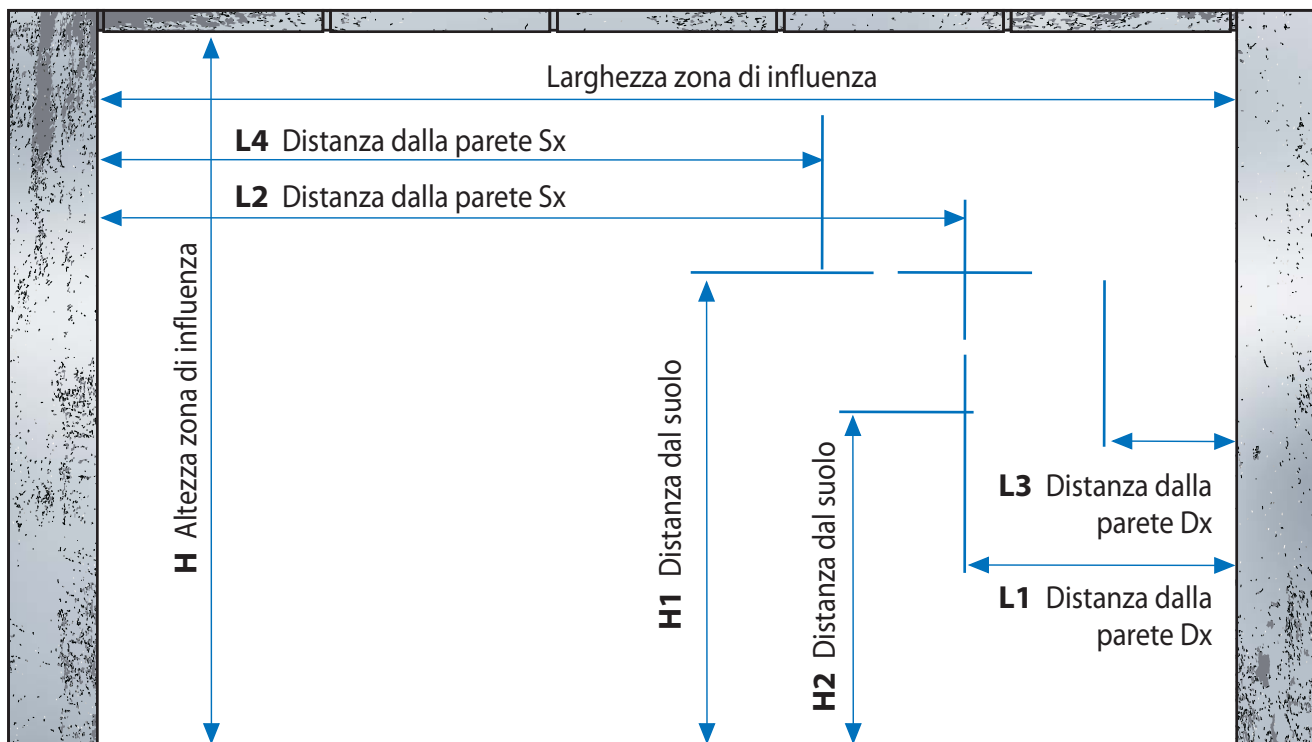 Larghezza zona di influenza
L4 Distanza dalla parete Sx
L2 Distanza dalla parete Sx
H Altezza zona di influenza
H1 Distanza dal suolo
H2 Distanza dal suolo
L3 Distanza dalla
parete Dx
L1 Distanza dalla
parete Dx